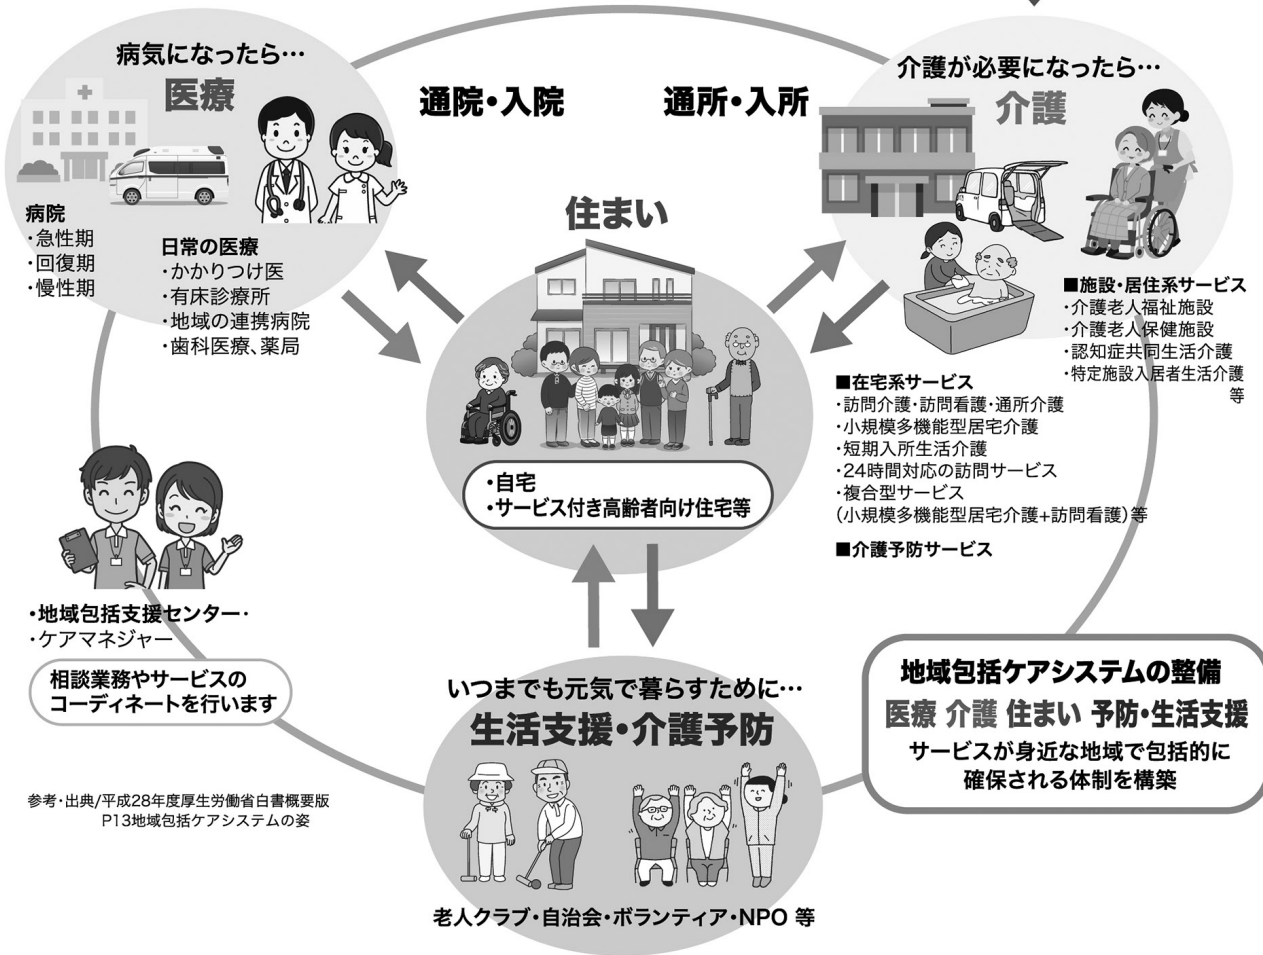 病気になったら…
医療
病院
・急性期
・回復期
・慢性期
日常の医療
・かかりつけ医
・有床診療所
・地域の連携病院
・歯科医療、薬局
通院・入院
通所・入所
介護が必要になったら…
介護
■施設・居住系サービス
・介護老人福祉施設
・介護老人保健施設
・認知症共同生活介護
・特定施設入居者生活介護
等
■在宅系サービス
・訪問介護・訪問看護・通所介護
・小規模多機能型居宅介護
・短期入所生活介護
・24時間対応の訪問サービス
・複合型サービス
(小規模多機能型居宅介護+訪問看護)等
■介護予防サービス
住まい
・自宅
・サービス付き高齢者向け住宅等
・地域包括支援センター・
・ケアマネジャー
相談業務やサービスの
コーディネートを行います
いつまでも元気で暮らすために…
生活支援・介護予防
老人クラブ・自治会・ボランティア・NPO 等
地域包括ケアシステムの整備
医療 介護 住まい 予防・生活支援
サービスが身近な地域で包括的に
確保される体制を構築
参考・出典/平成28年度厚生労働省白書概要版
P13地域包括ケアシステムの姿